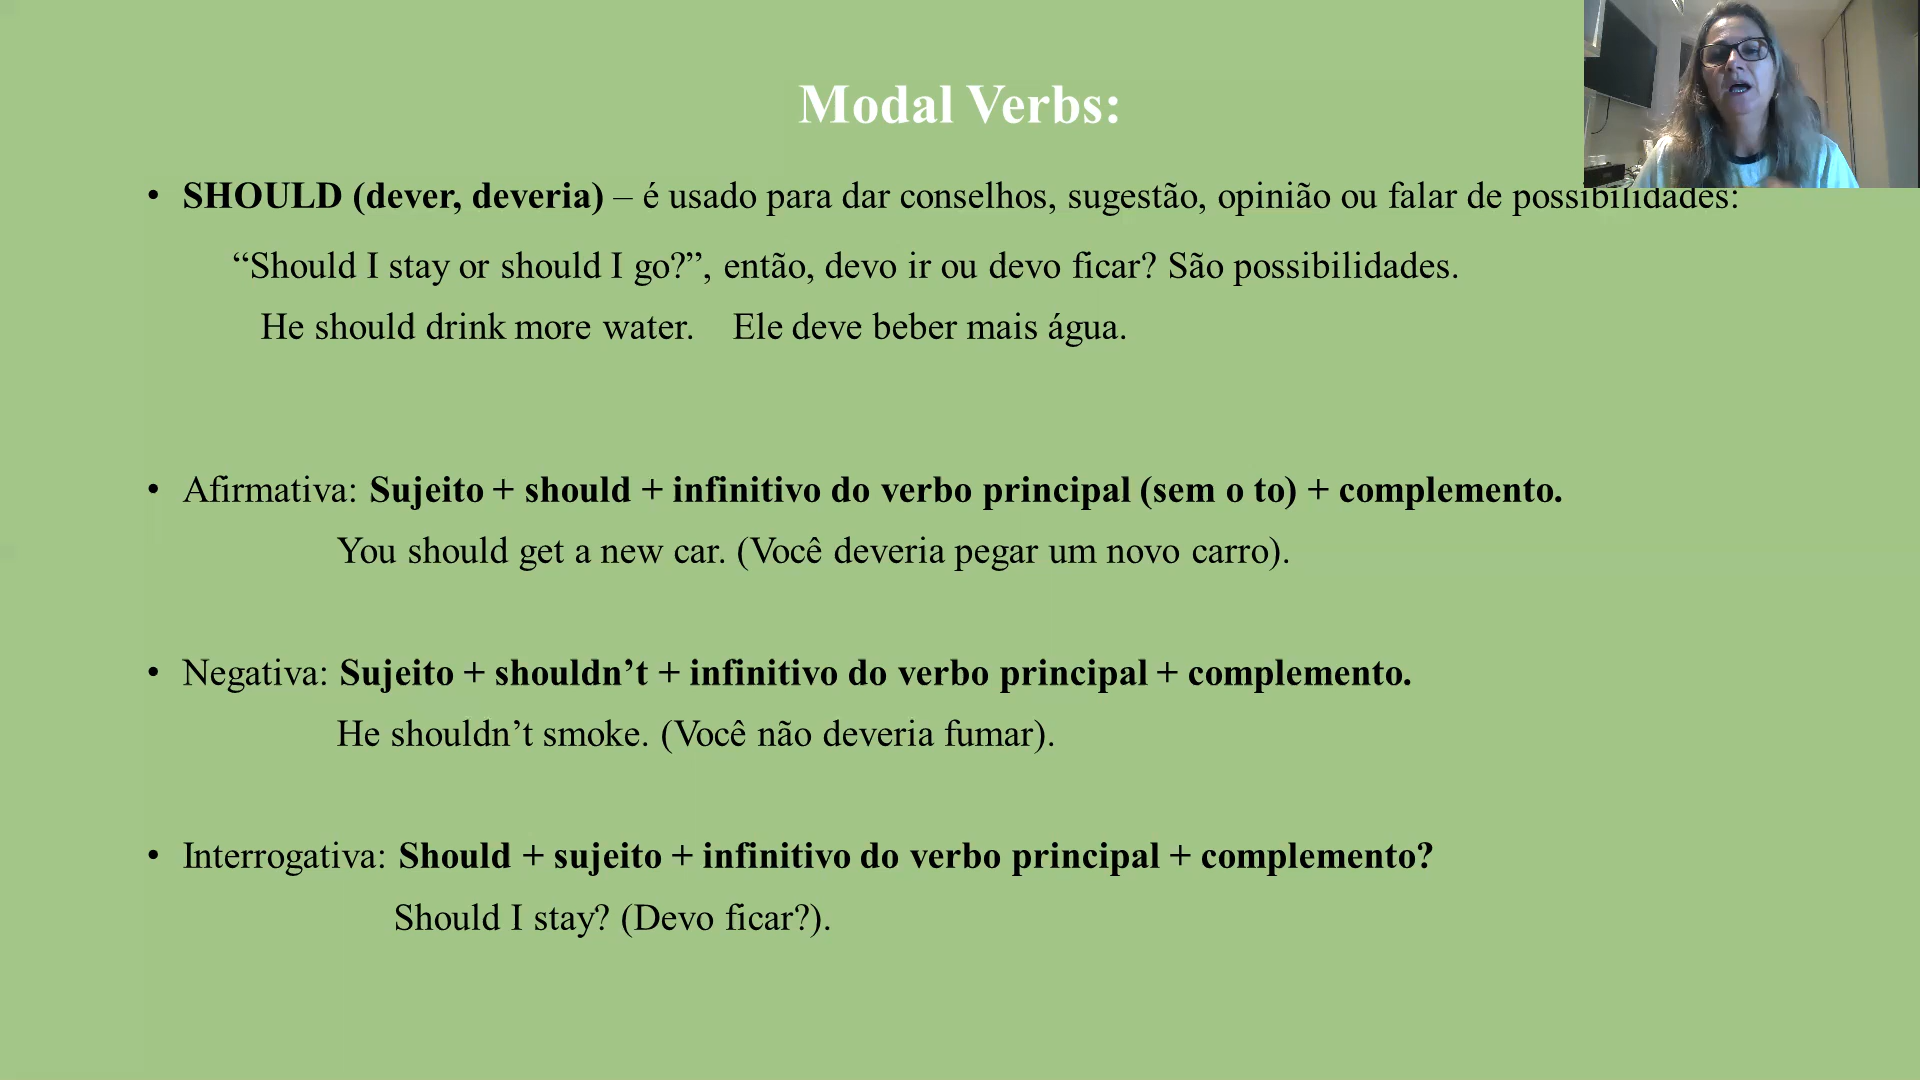 Modal Verbs:
• SHOULD (dever, deveria) – é usado para dar conselhos, sugestão, opinião ou falar de possibilidades:
“Should I stay or should I go?”, então, devo ir ou devo ficar? São possibilidades.
He should drink more water. Ele deve beber mais água.
• Afirmativa: Sujeito + should + infinitivo do verbo principal (sem o to) + complemento.
You should get a new car. (Você deveria pegar um novo carro).
• Negativa: Sujeito + shouldn’t + infinitivo do verbo principal + complemento.
He shouldn’t smoke. (Você não deveria fumar).
• Interrogativa: Should + sujeito + infinitivo do verbo principal + complemento?
Should I stay? (Devo ficar?).